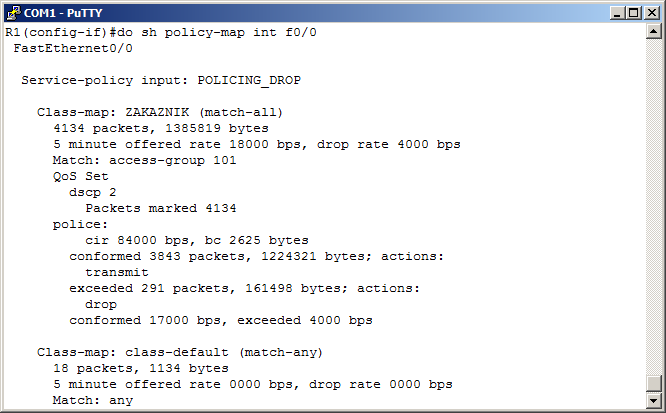 COM1 - PuTTY
R1(config-if)#do sh policy-map int f0/0
FastEthernet0/0
Service-policy input: POLICING_DROP
Class-map: ZAKAZNIK (match-all)
4134 packets, 1385819 bytes
5 minute offered rate 18000 bps, drop rate 4000 bps
Match: access-group 101
QoS Set
dscp 2
Packets marked 4134
police:
cir 84000 bps, bc 2625 bytes
conformed 3843 packets, 1224321 bytes; actions:
transmit
exceeded 291 packets, 161498 bytes; actions:
drop
conformed 17000 bps, exceeded 4000 bps
Class-map: class-default (match-any)
18 packets, 1134 bytes
5 minute offered rate 0000 bps, drop rate 0000 bps
Match: any